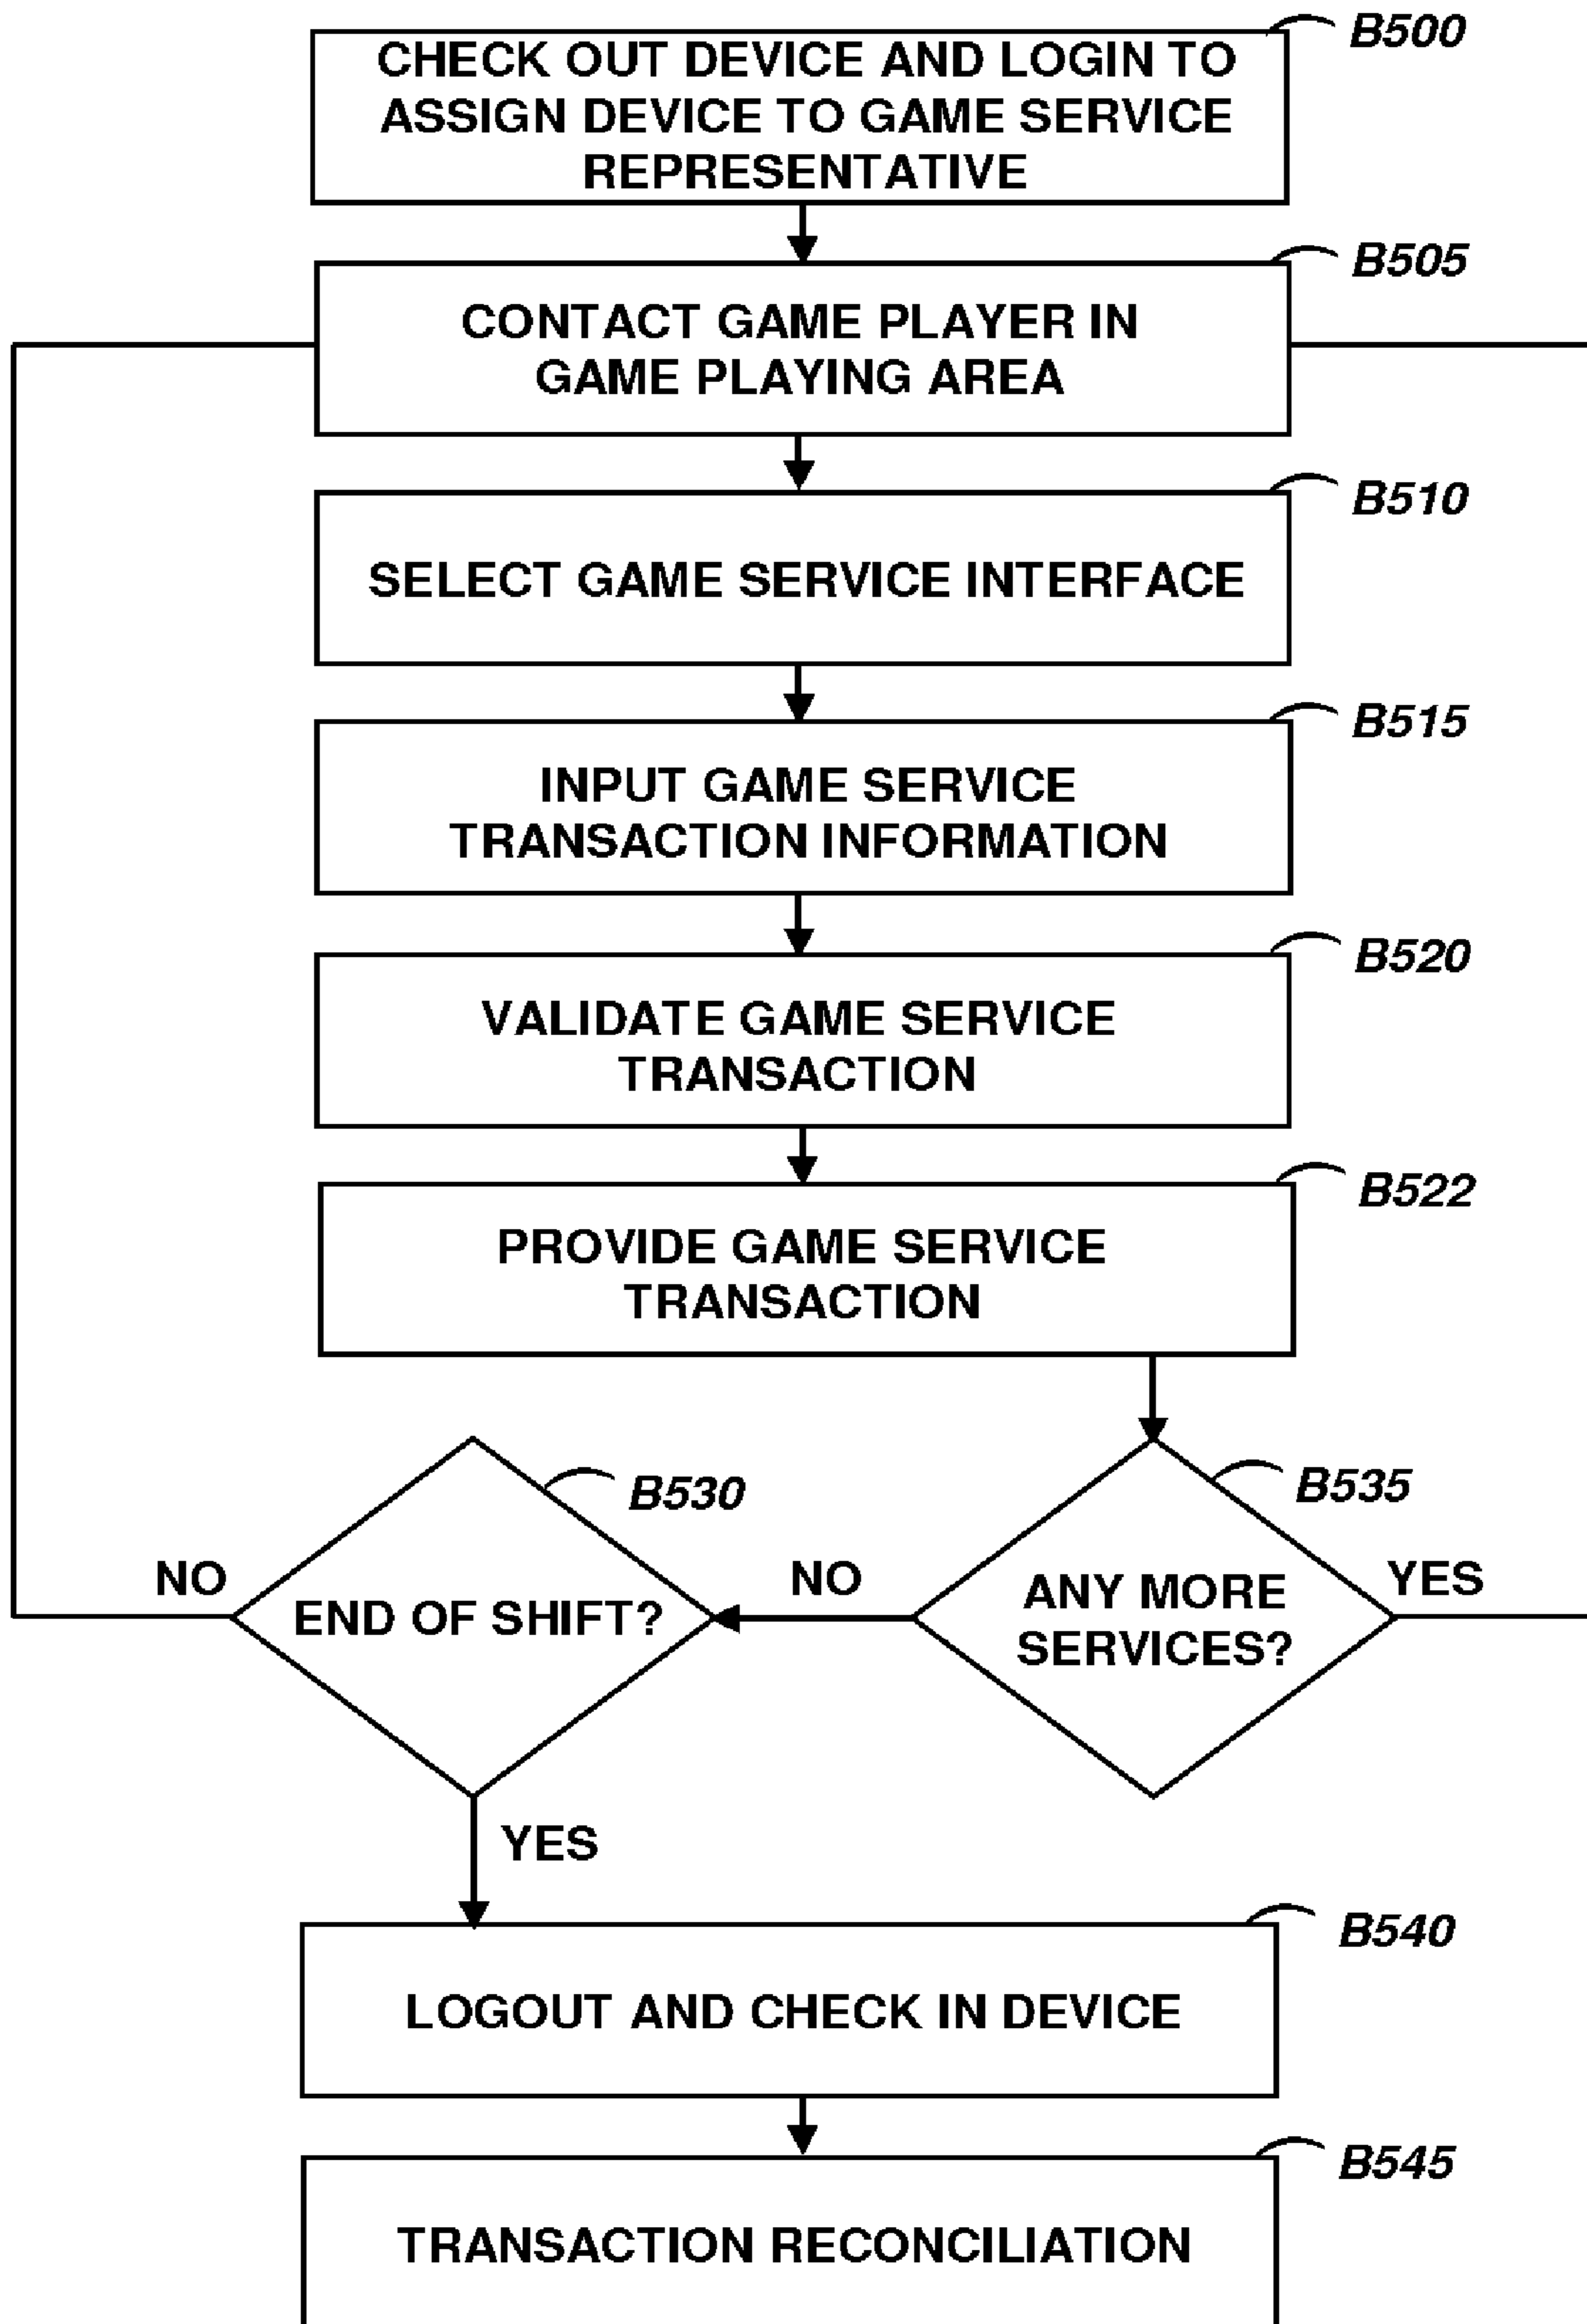 B500
CHECK OUT DEVICE AND LOGIN TO
ASSIGN DEVICE TO GAME SERVICE
REPRESENTATIVE
B505
CONTACT GAME PLAYER IN
GAME PLAYING AREA
B510
SELECT GAME SERVICE INTERFACE
B515
INPUT GAME SERVICE
TRANSACTION INFORMATION
B520
VALIDATE GAME SERVICE
TRANSACTION
B522
PROVIDE GAME SERVICE
TRANSACTION
B530
B535
NO
END OF SHIFT?
NO
ANY MORE
SERVICES?
YES
YES
B540
LOGOUT AND CHECK IN DEVICE
B545
TRANSACTION RECONCILIATION